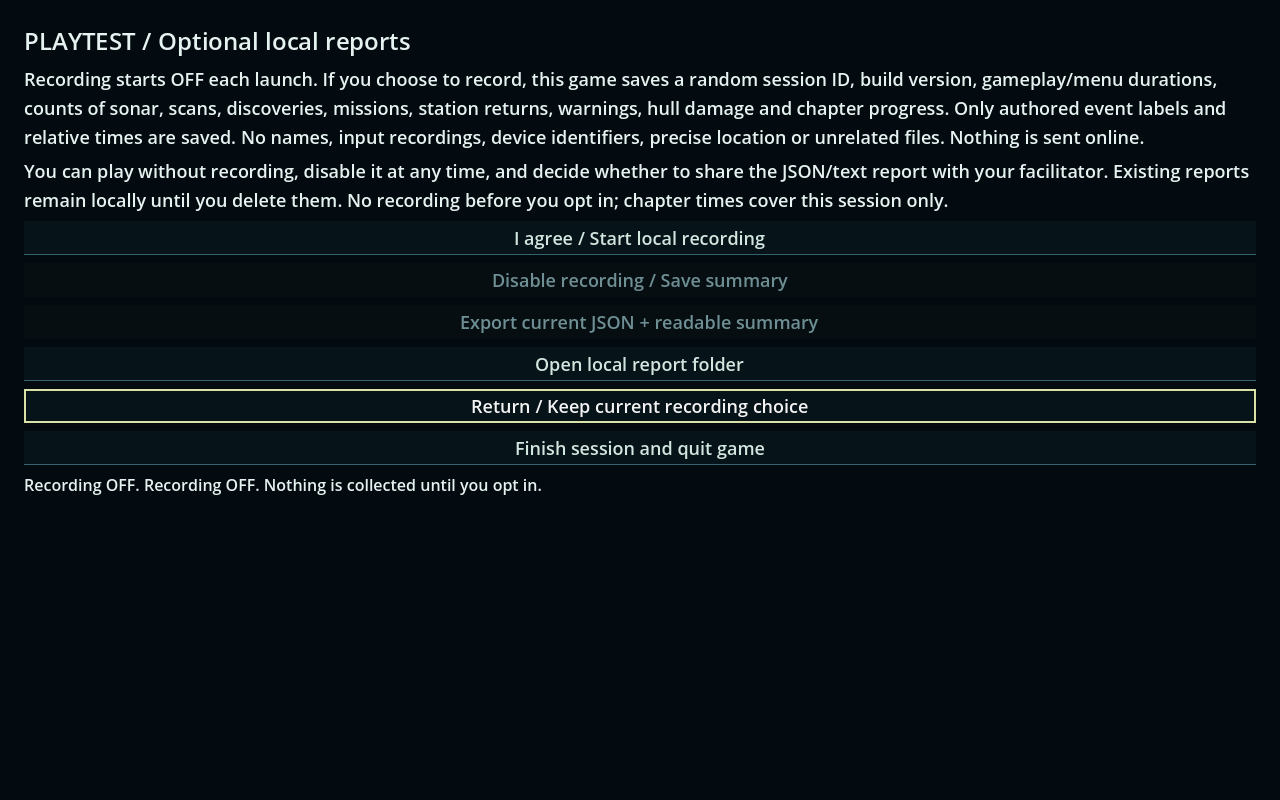 PLAYTEST / Optional local reports
Recording starts OFF each launch. If you choose to record, this game saves a random session ID, build version, gameplay/menu durations,
counts of sonar, scans, discoveries, missions, station returns, warnings, hull damage and chapter progress. Only authored event labels and
relative times are saved. No names, input recordings, device identifiers, precise location or unrelated files. Nothing is sent online.
You can play without recording, disable it at any time, and decide whether to share the JSON/text report with your facilitator. Existing reports
remain locally until you delete them. No recording before you opt in; chapter times cover this session only.
I agree / Start local recording
Disable recording / Save summary
Export current JSON + readable summary
Open local report folder
Return / Keep current recording choice
Finish session and quit game
Recording OFF. Recording OFF. Nothing is collected until you opt in.